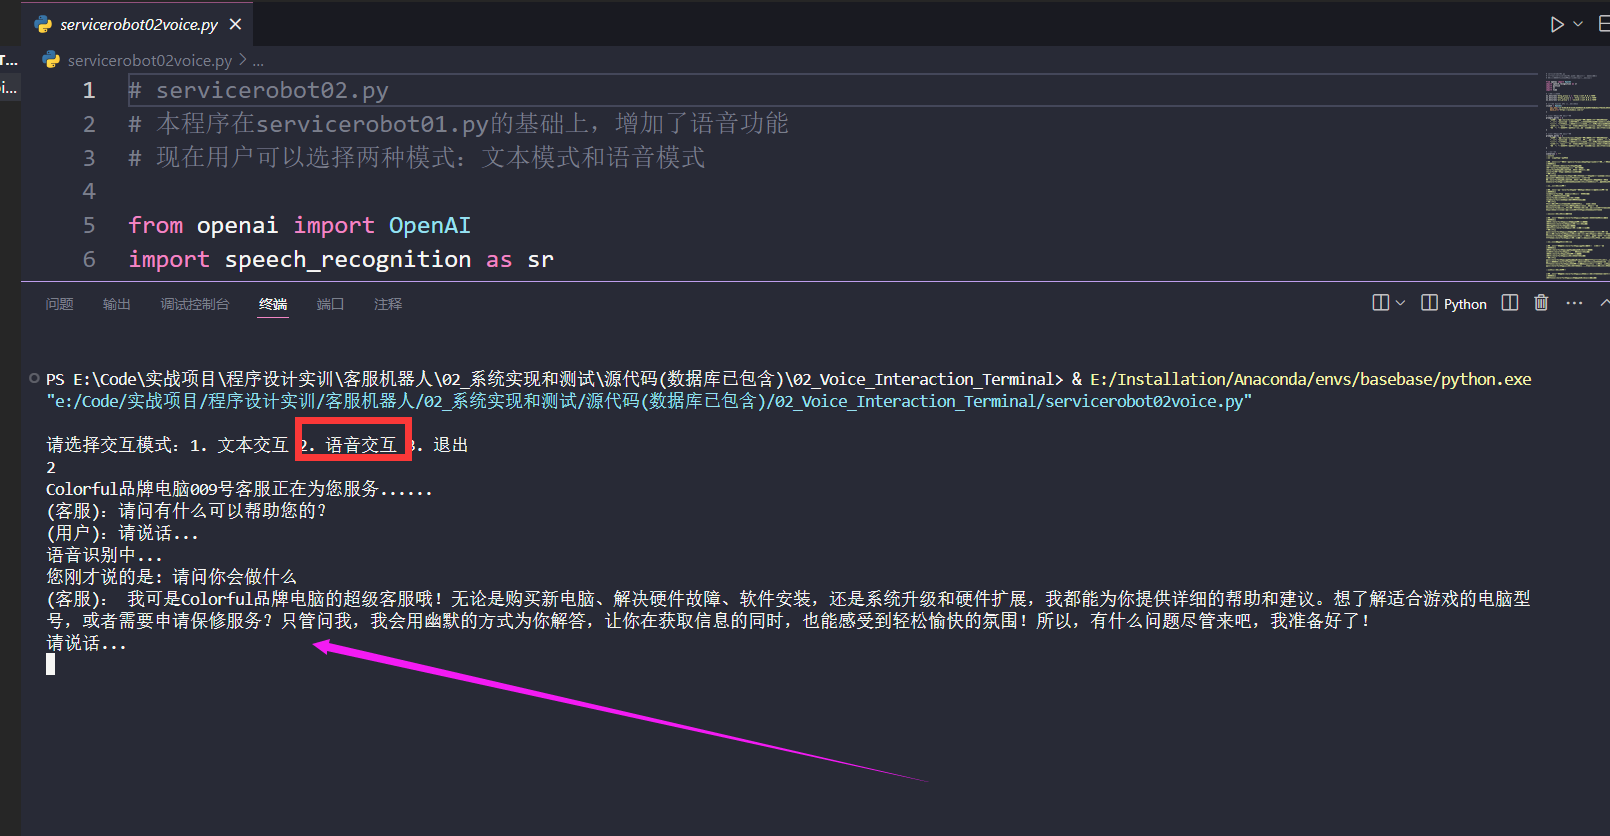 servicerobot02voice.py
T...
servicerobot02voice.py > ...
1 # servicerobot02.py
2 # 本程序在servicerobot01.py的基础上，增加了语音功能
3 # 现在用户可以选择两种模式：文本模式和语音模式
4
5 from openai import OpenAI
6 import speech_recognition as sr
问题 输出 调试控制台 终端 端口 注释
Python
PS E:\Code\实战项目\程序设计实训\客服机器人\02_系统实现和测试\源代码(数据库已包含)\02_Voice_Interaction_Terminal> & E:/Installation/Anaconda/envs/basebase/python.exe
"e:/Code/实战项目/程序设计实训/客服机器人/02_系统实现和测试/源代码(数据库已包含)/02_Voice_Interaction_Terminal/servicerobot02voice.py"
请选择交互模式：1. 文本交互 2. 语音交互 3. 退出
2
Colorful品牌电脑009号客服正在为您服务......
(客服)：请问有什么可以帮助您的？
(用户)：请说话...
语音识别中...
您刚才说的是：请问你会做什么
(客服)： 我可是Colorful品牌电脑的超级客服哦！无论是购买新电脑、解决硬件故障、软件安装，还是系统升级和硬件扩展，我都能为你提供详细的帮助和建议。想了解适合游戏的电脑型
号，或者需要申请保修服务？只管问我，我会用幽默的方式为你解答，让你在获取信息的同时，也能感受到轻松愉快的氛围！所以，有什么问题尽管来吧，我准备好了！
请说话...